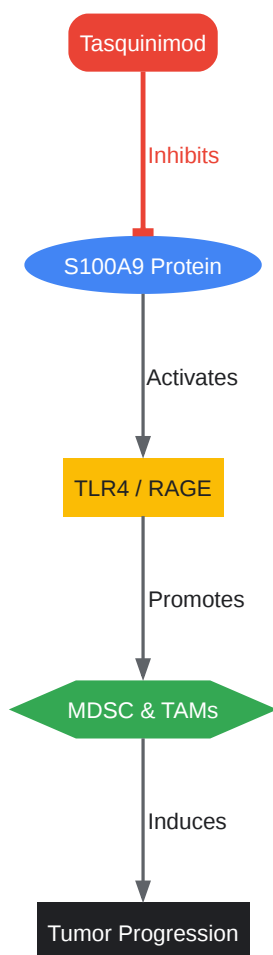 Tasquinimod
Inhibits
S100A9 Protein
Activates
TLR4 / RAGE
Promotes
MDSC & TAMs
Induces
Tumor Progression